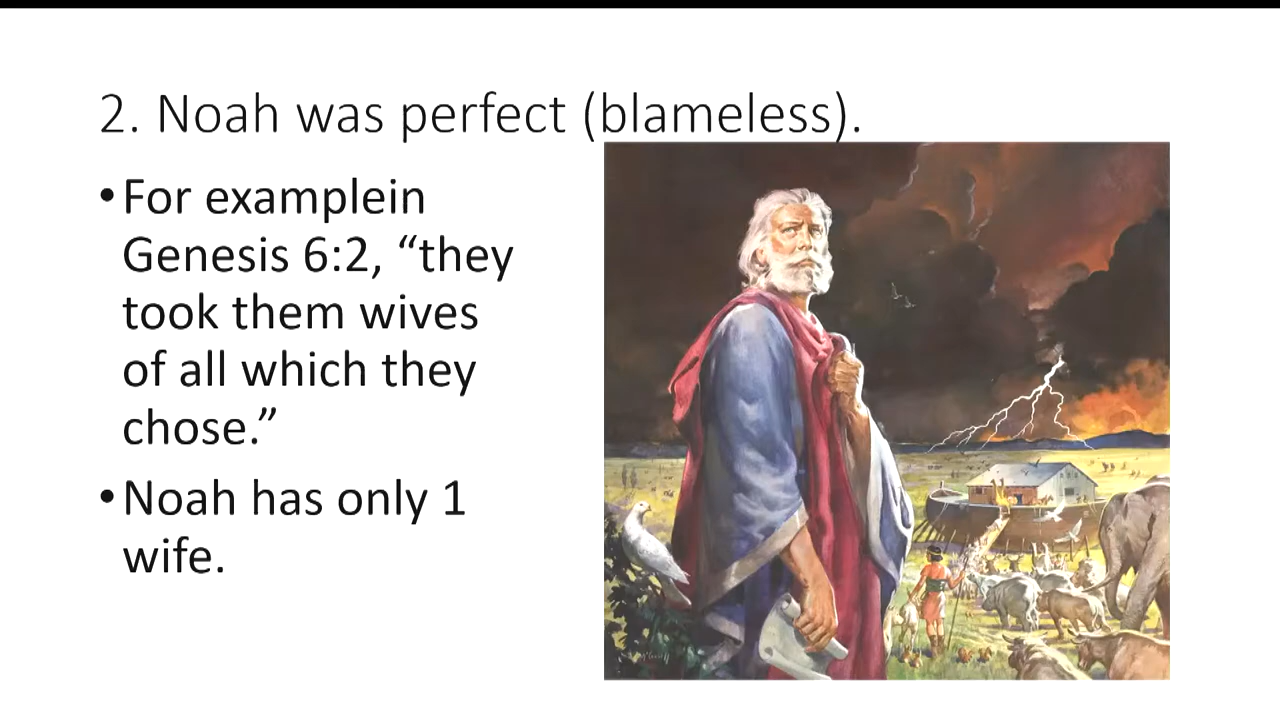 2. Noah was perfect (blameless).
•For examplein
Genesis 6:2, “they
took them wives
of all which they
chose.”
•Noah has only 1
wife.